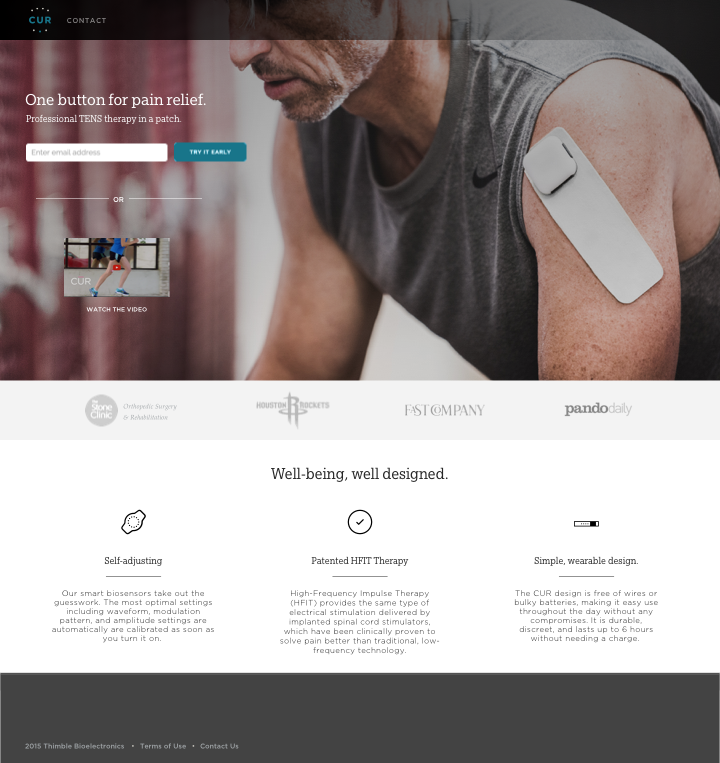 CUR
CONTACT
One button for pain relief.
Professional TENS therapy in a patch.
Enter email address
TRY IT EARLY
OR
CUR
WATCH THE VIDEO
The
Stone
Clinic
Orthopedic Surgery
& Rehabilitation
HOUSTON ROCKETS
FAST COMPANY
pandodaily
Well-being, well designed.
Self-adjusting
Our smart biosensors take out the
guesswork. The most optimal settings
including waveform, modulation
pattern, and amplitude settings are
automatically are calibrated as soon as
you turn it on.
Patented HFIT Therapy
High-Frequency Impulse Therapy
(HFIT) provides the same type of
electrical stimulation delivered by
implanted spinal cord stimulators,
which have been clinically proven to
solve pain better than traditional, low-
frequency technology.
Simple, wearable design.
The CUR design is free of wires or
bulky batteries, making it easy use
throughout the day without any
compromises. It is durable,
discreet, and lasts up to 6 hours
without needing a charge.
2015 Thimble Bioelectronics • Terms of Use • Contact Us